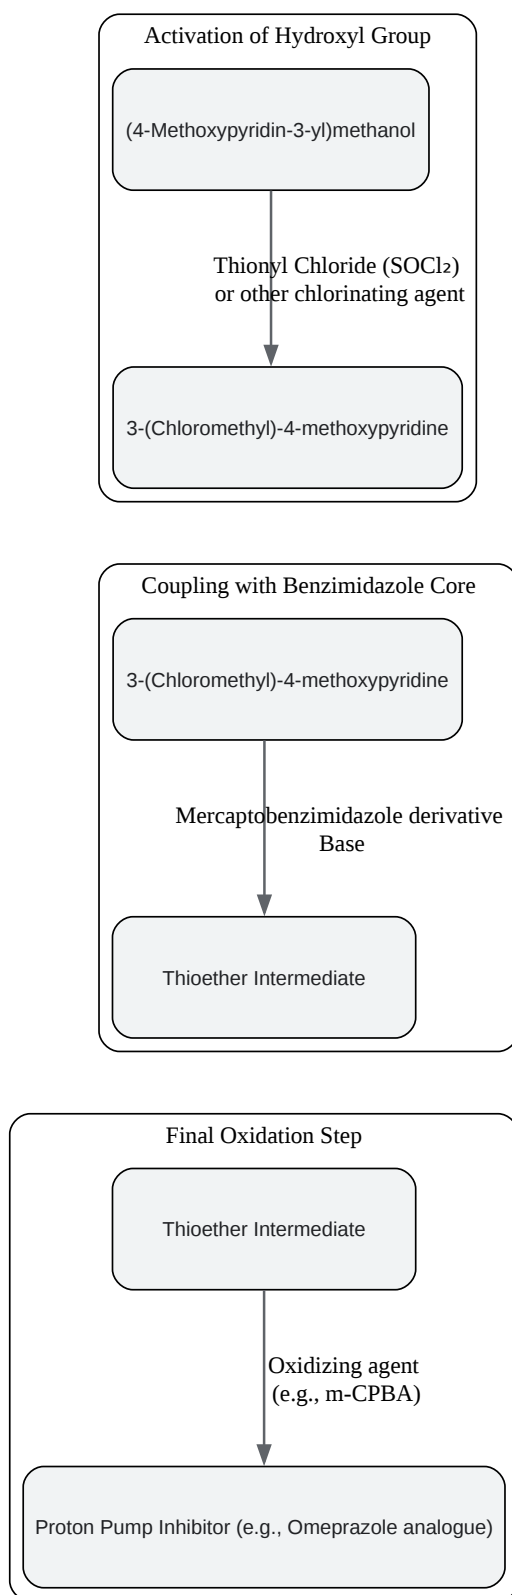 Activation of Hydroxyl Group
(4-Methoxypyridin-3-yl)methanol
Thionyl Chloride (SOCl₂)
or other chlorinating agent
3-(Chloromethyl)-4-methoxypyridine
Coupling with Benzimidazole Core
3-(Chloromethyl)-4-methoxypyridine
Mercaptobenzimidazole derivative
Base
Thioether Intermediate
Final Oxidation Step
Thioether Intermediate
Oxidizing agent
(e.g., m-CPBA)
Proton Pump Inhibitor (e.g., Omeprazole analogue)